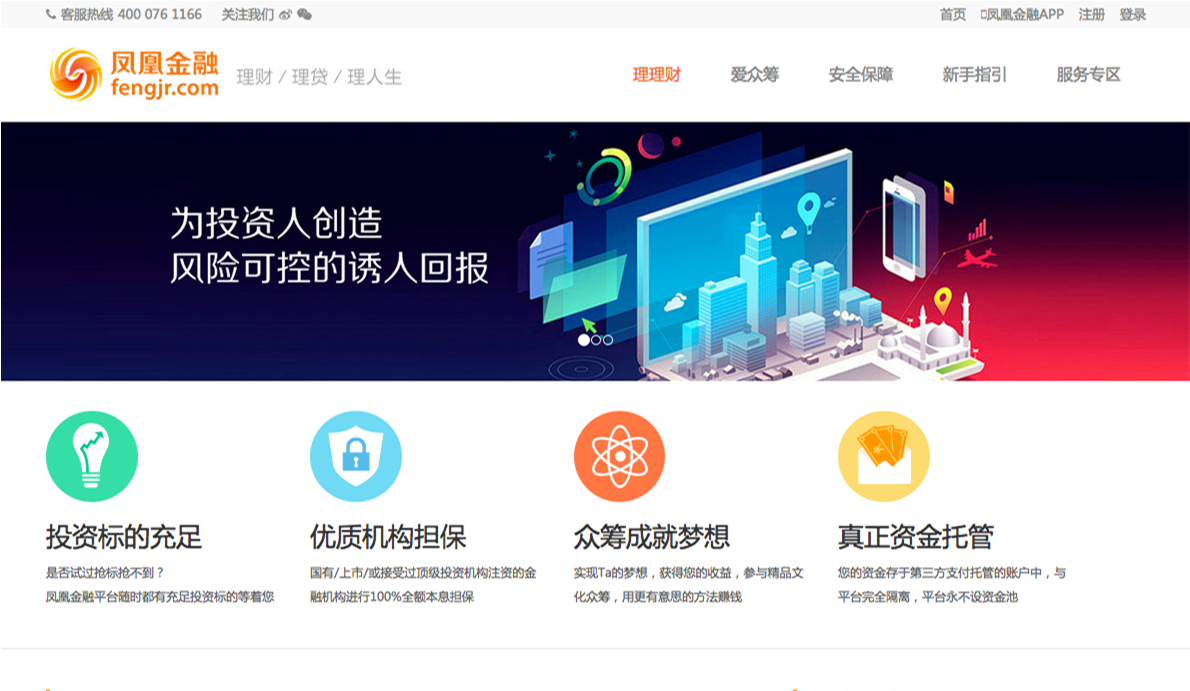 客服热线 400 076 1166 关注我们
首页 凤凰金融APP 注册 登录
凤凰金融
fengjr.com
理财 / 理贷 / 理人生
理理财 爱众筹 安全保障 新手指引 服务专区
为投资人创造
风险可控的诱人回报
投资标的充足
是否试过抢标抢不到？
凤凰金融平台随时都有充足投资标的等着您
优质机构担保
国有/上市/或接受过顶级投资机构注资的金
融机构进行100%全额本息担保
众筹成就梦想
实现Ta的梦想，获得您的收益，参与精品文
化众筹，用更有意思的方法赚钱
真正资金托管
您的资金存于第三方支付托管的账户中，与
平台完全隔离，平台永不设资金池